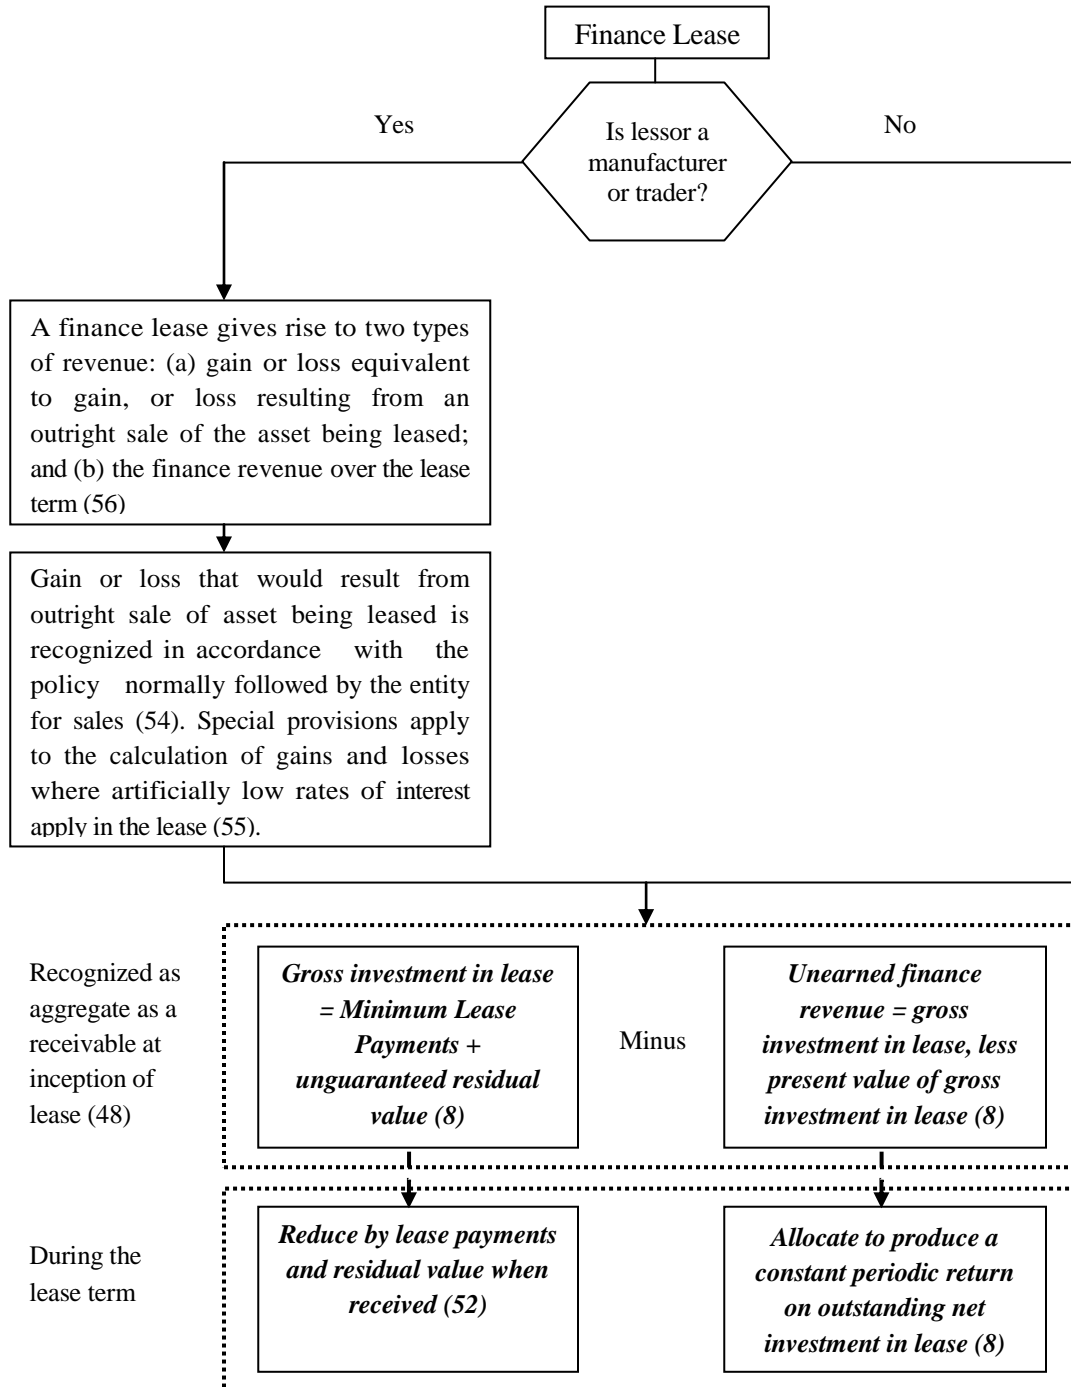 Finance Lease
Yes
Is lessor a
manufacturer
or trader?
No
A finance lease gives rise to two types
of revenue: (a) gain or loss equivalent
to gain, or loss resulting from an
outright sale of the asset being leased;
and (b) the finance revenue over the lease
term (56)
Gain or loss that would result from
outright sale of asset being leased is
recognized in accordance with the
policy normally followed by the entity
for sales (54). Special provisions apply
to the calculation of gains and losses
where artificially low rates of interest
apply in the lease (55).
Recognized as
aggregate as a
receivable at
inception of
lease (48)
Gross investment in lease
= Minimum Lease
Payments +
unguaranteed residual
value (8)
Minus
Unearned finance
revenue = gross
investment in lease, less
present value of gross
investment in lease (8)
During the
lease term
Reduce by lease payments
and residual value when
received (52)
Allocate to produce a
constant periodic return
on outstanding net
investment in lease (8)